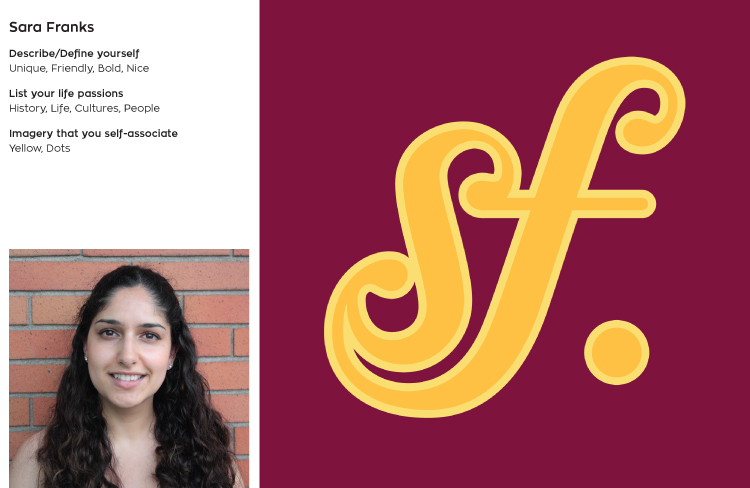 Sara Franks
Describe/Define yourself
Unique, Friendly, Bold, Nice
List your life passions
History, Life, Cultures, People
Imagery that you self-associate
Yellow, Dots
sf.